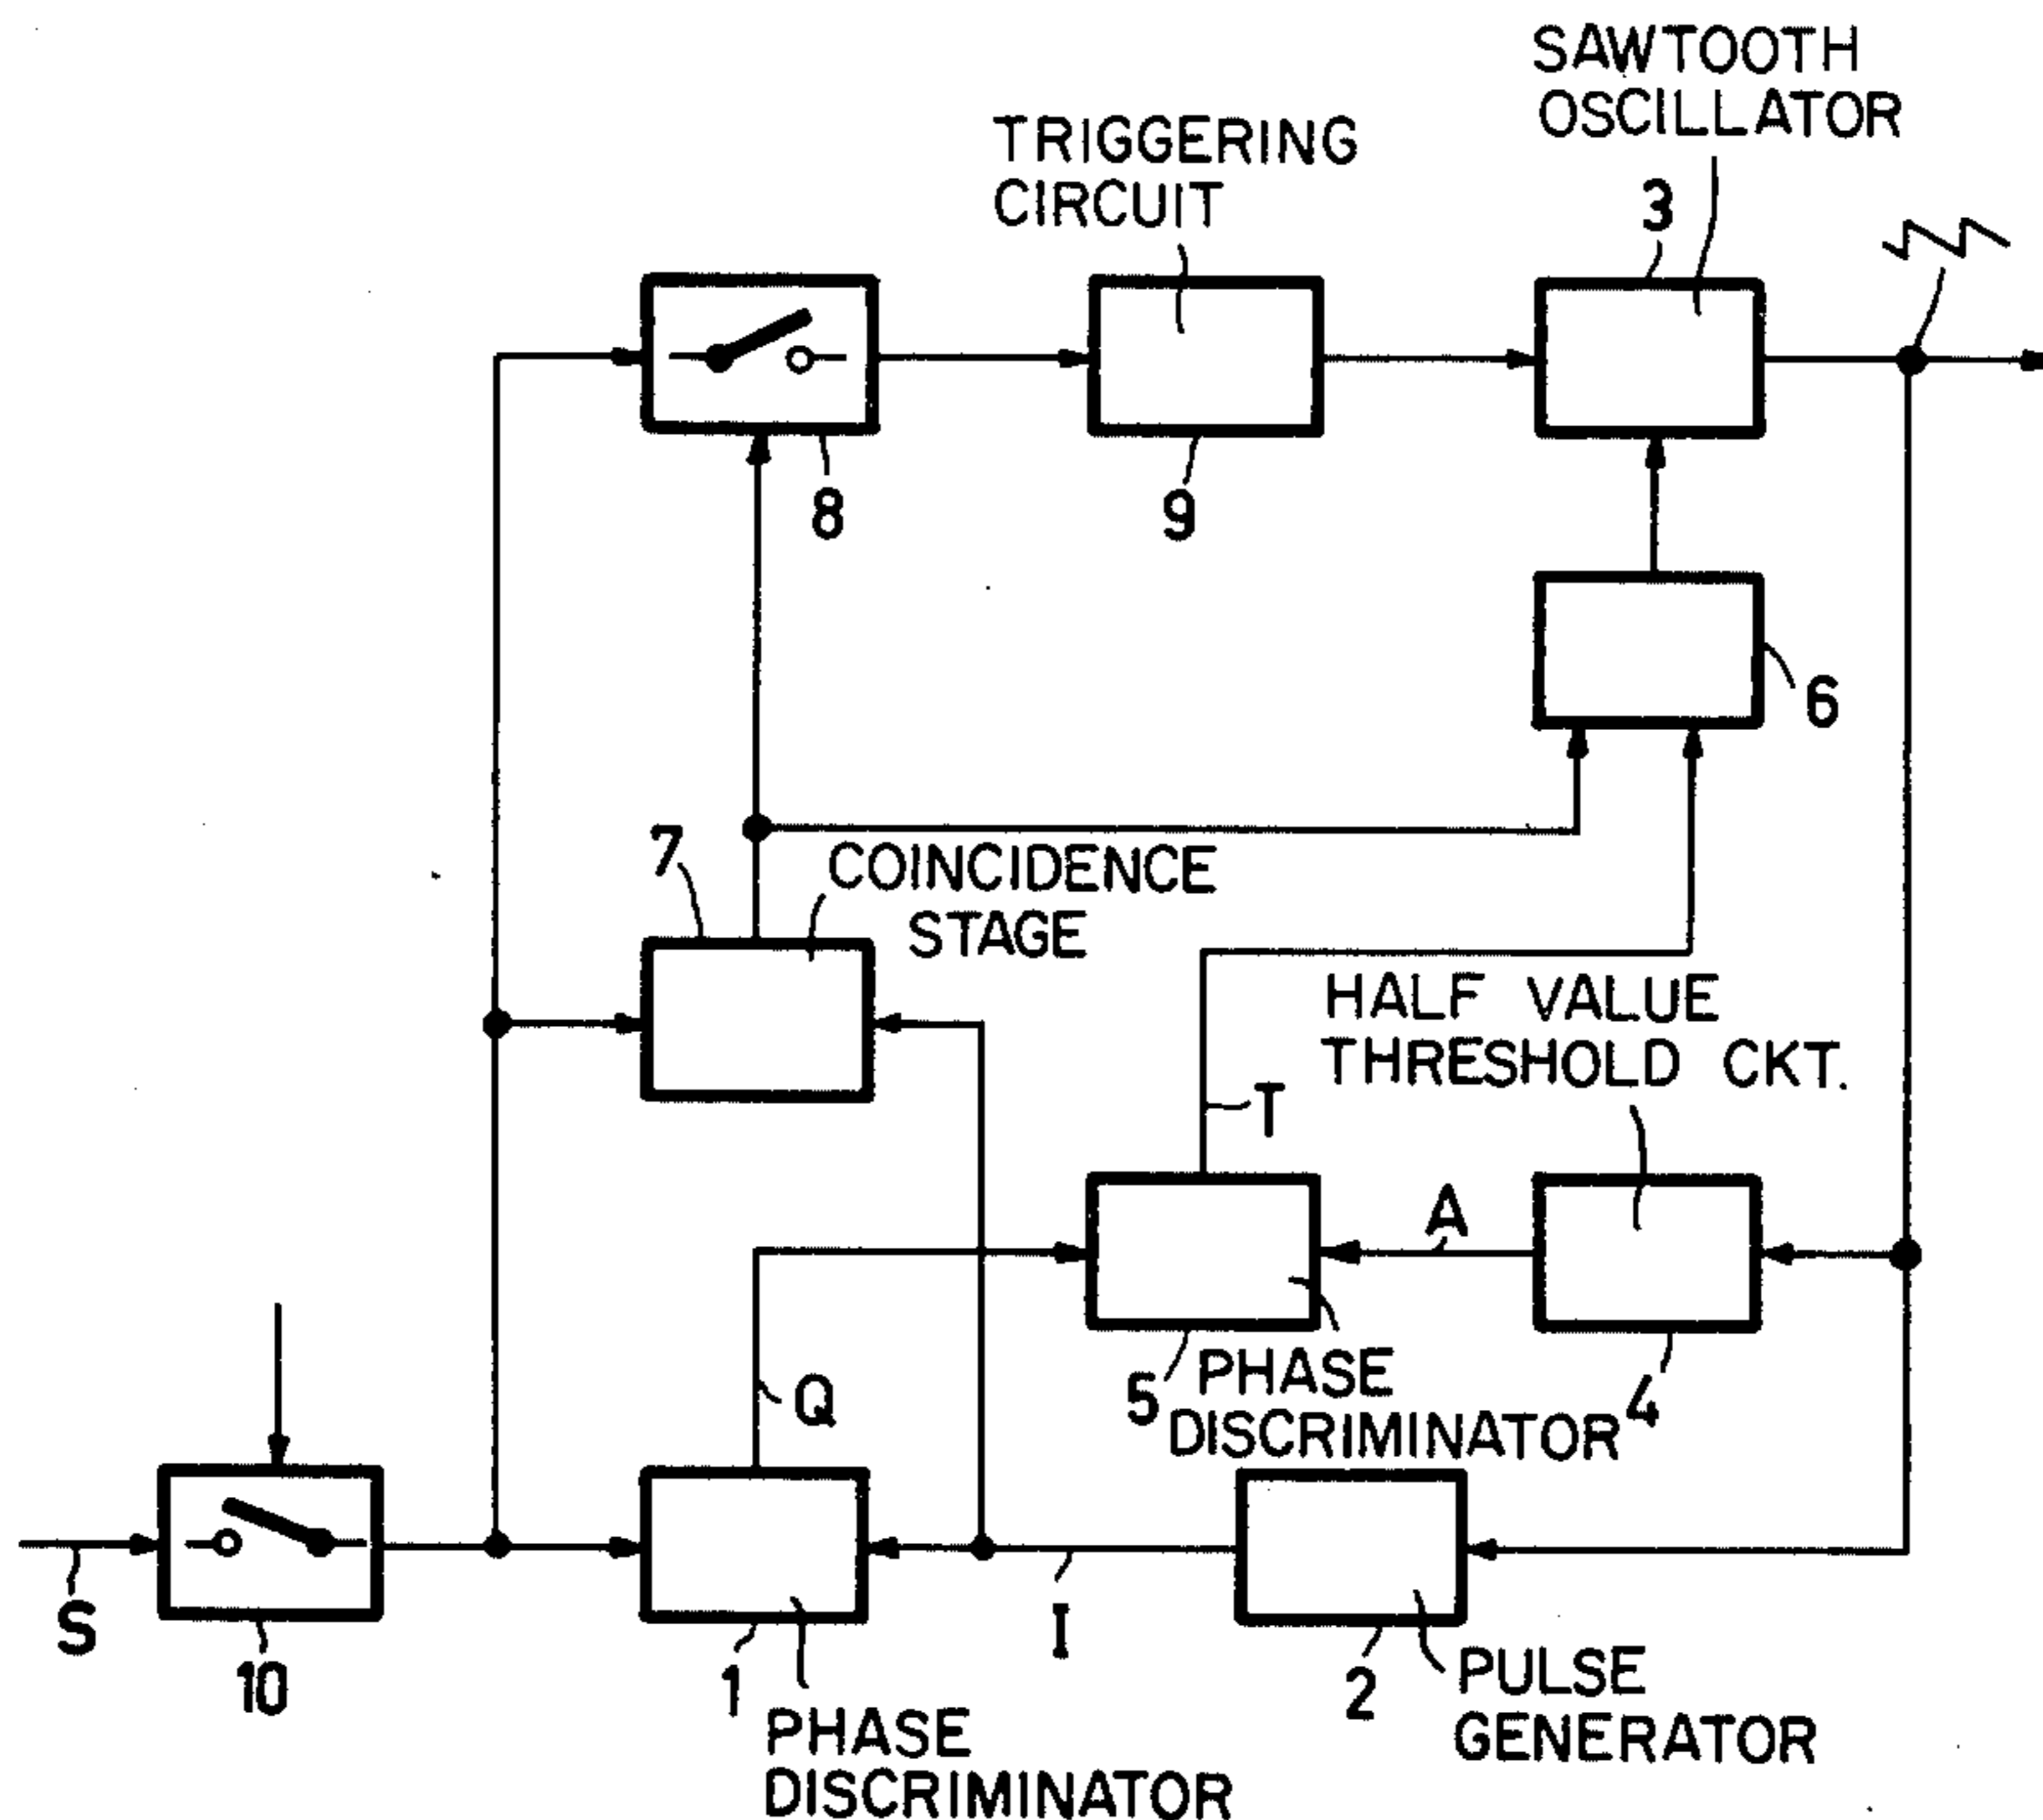 SAWTOOTH
OSCILLATOR
TRIGGERING
CIRCUIT
3
8
9
6
7
COINCIDENCE
STAGE
HALF VALUE
THRESHOLD CKT.
T
A
Q
5
PHASE
DISCRIMINATOR
4
S
10
1
I
2
PULSE
GENERATOR
PHASE
DISCRIMINATOR